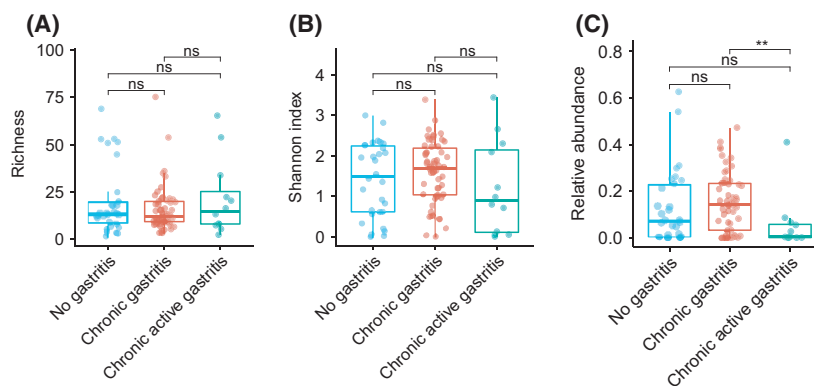 (A)
Richness
100
75
50
25
0
ns
ns
ns
No gastritis
Chronic gastritis
Chronic active gastritis
(B)
Shannon index
4
3
2
1
0
ns
ns
ns
No gastritis
Chronic gastritis
Chronic active gastritis
(C)
Relative abundance
0.8
0.6
0.4
0.2
0.0
**
ns
ns
No gastritis
Chronic gastritis
Chronic active gastritis